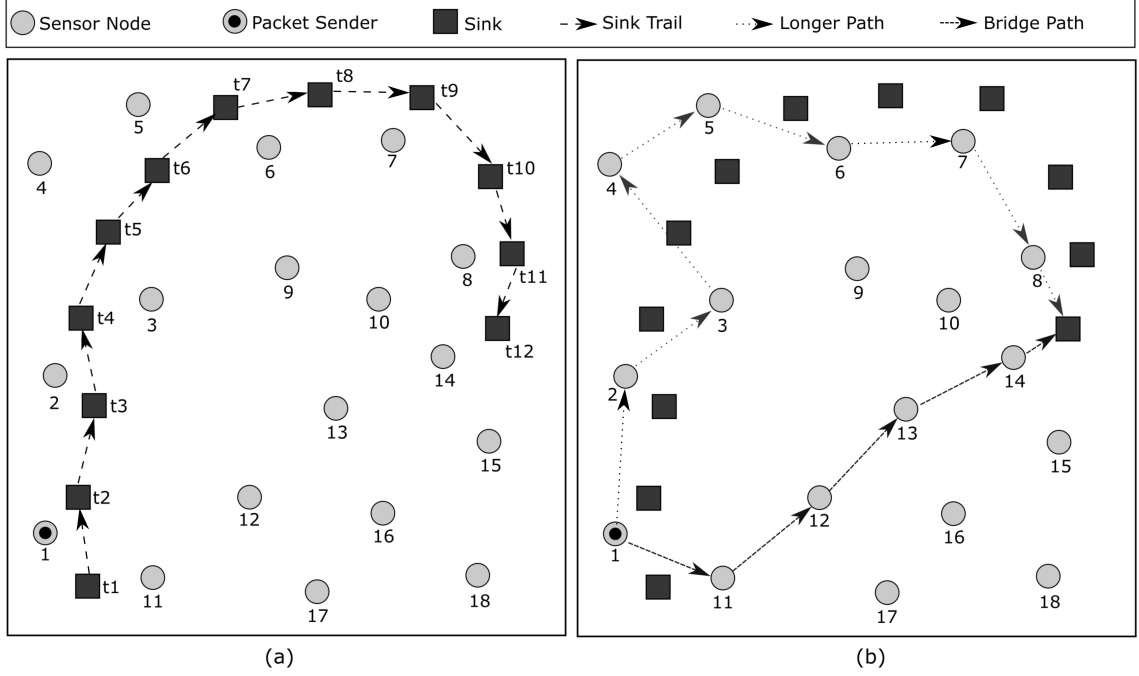 Sensor Node Packet Sender Sink Sink Trail Longer Path Bridge Path
t7 t8 t9
5
6 7
4 t6 t10
t5
8 t11
9
t4 3 10
t12
14
2 t3
13
15
t2
12
16
1
t1 11 17 18
(a)
5
6 7
4
8
9
3 10
14
2
13
15
12
16
1
11 17 18
(b)